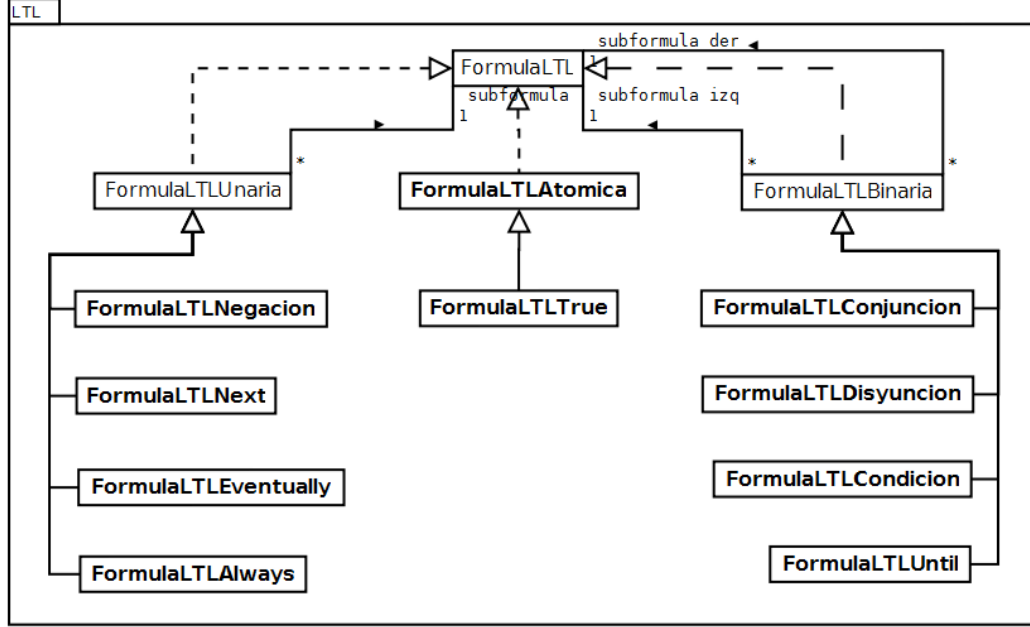 LTL
subformula der
1
FormulaLTL
subformula
subformula izq
1
1
*
*
*
FormulaLTLUnaria
FormulaLTLAtomica
FormulaLTLBinaria
FormulaLTLNegacion
FormulaLTLTrue
FormulaLTLConjuncion
FormulaLTLNext
FormulaLTLDisyuncion
FormulaLTLEventually
FormulaLTLCondicion
FormulaLTLAlways
FormulaLTLUntil